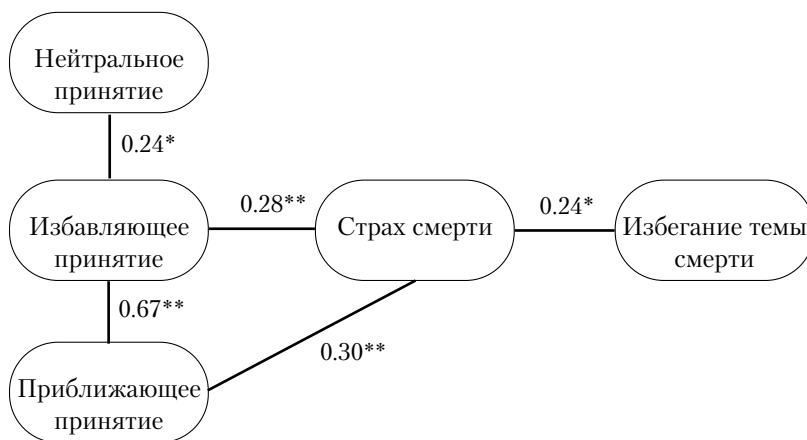 Нейтральное
принятие
0.24*
Избавляющее
принятие
0.28**
Страх смерти
0.24*
Избегание темы
смерти
0.67**
0.30**
Приближающее
принятие